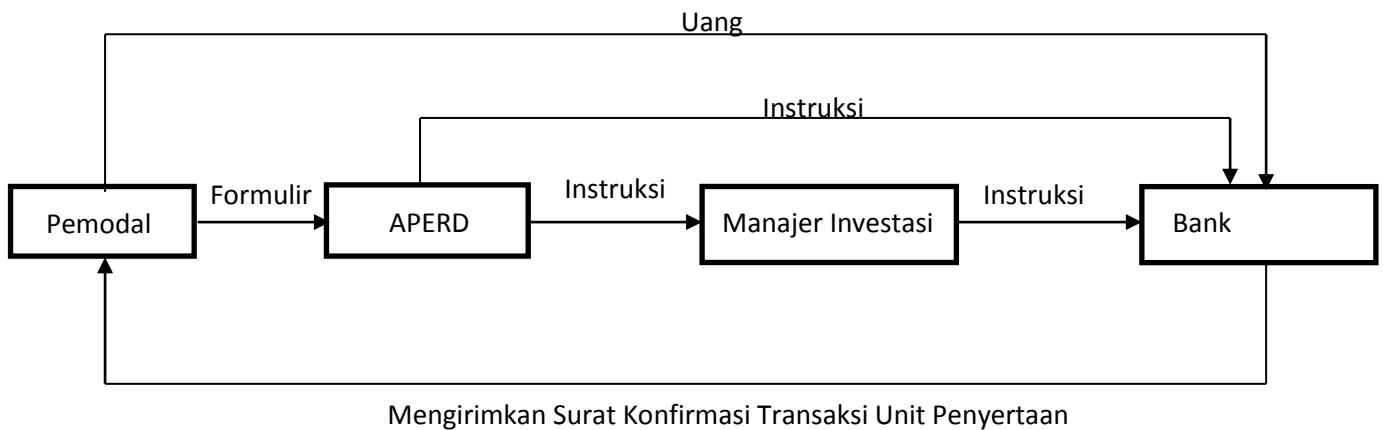 Uang
Instruksi
Formulir
Instruksi
Instruksi
Pemodal
APERD
Manajer Investasi
Bank
Mengirimkan Surat Konfirmasi Transaksi Unit Penyertaan